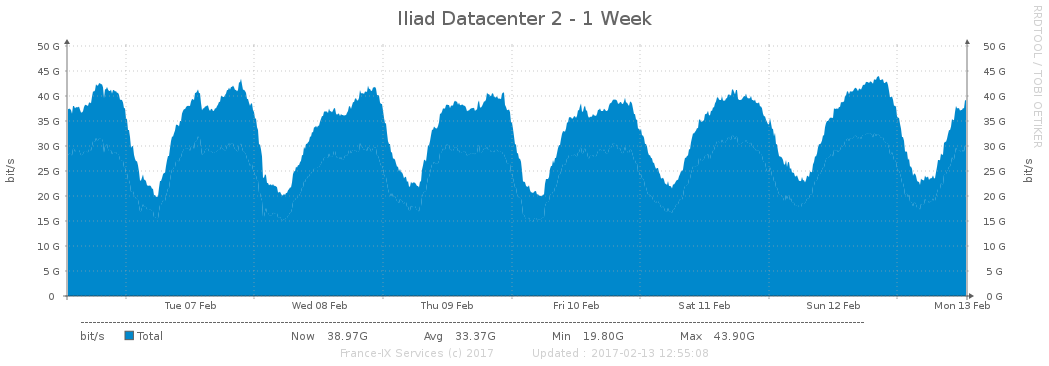 Iliad Datacenter 2 - 1 Week
RRDTOOL / TOBI OETIKER
50 G 50 G
45 G 45 G
40 G 40 G
35 G 35 G
30 G 30 G
25 G 25 G
20 G 20 G
15 G 15 G
10 G 10 G
5 G 5 G
0 0 G
bit/s bit/s
Tue 07 Feb Wed 08 Feb Thu 09 Feb Fri 10 Feb Sat 11 Feb Sun 12 Feb Mon 13 Feb
bit/s Total Now 38.97G Avg 33.37G Min 19.80G Max 43.90G
France-IX Services (c) 2017 Updated : 2017-02-13 12:55:08